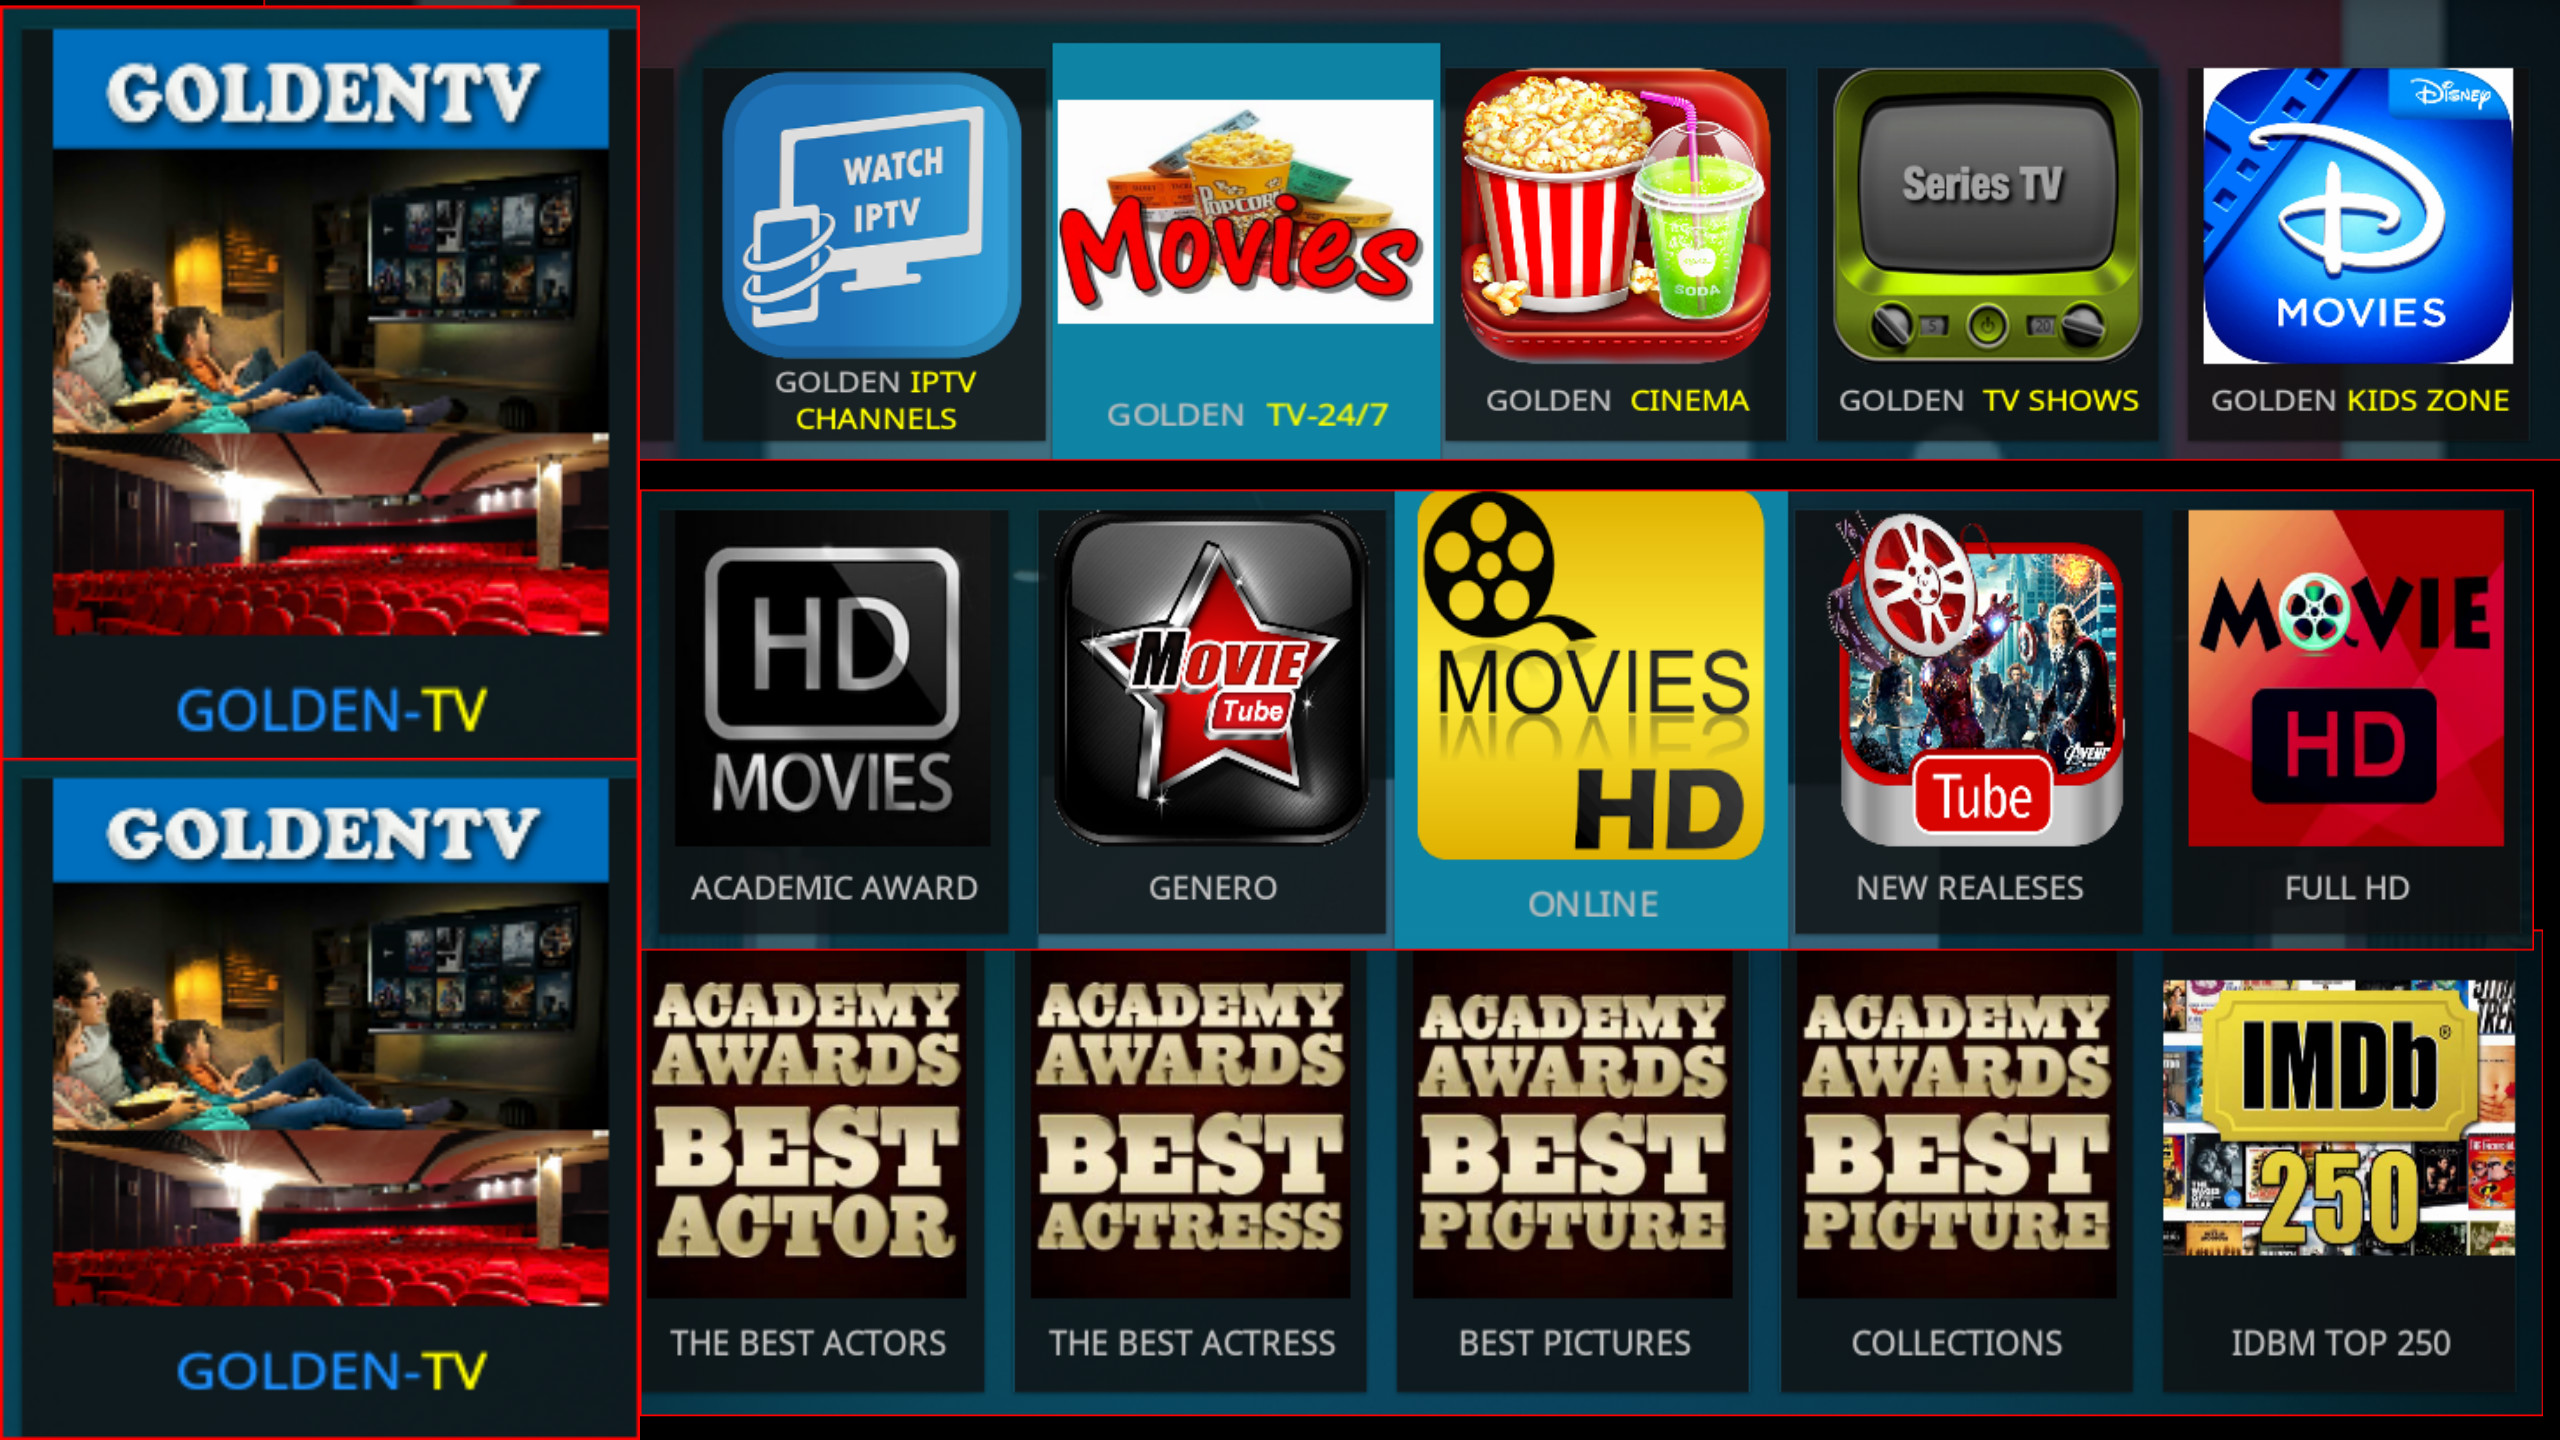 GOLDENTV
GOLDEN-TV
GOLDENTV
GOLDEN-TV
WATCH
IPTV
GOLDEN IPTV
CHANNELS
POPCORN
Movies
GOLDEN TV-24/7
SODA
GOLDEN CINEMA
Series TV
5
20
GOLDEN TV SHOWS
DISNEY
D
MOVIES
GOLDEN KIDS ZONE
HD
MOVIES
ACADEMIC AWARD
MOVIE
Tube
GENERO
MOVIES
HD
ONLINE
Tube
NEW REALESES
MOVIE
HD
FULL HD
ACADEMY
AWARDS
BEST
ACTOR
THE BEST ACTORS
ACADEMY
AWARDS
BEST
ACTRESS
THE BEST ACTRESS
ACADEMY
AWARDS
BEST
PICTURE
BEST PICTURES
ACADEMY
AWARDS
BEST
PICTURE
COLLECTIONS
IMDb®
250
IDBM TOP 250